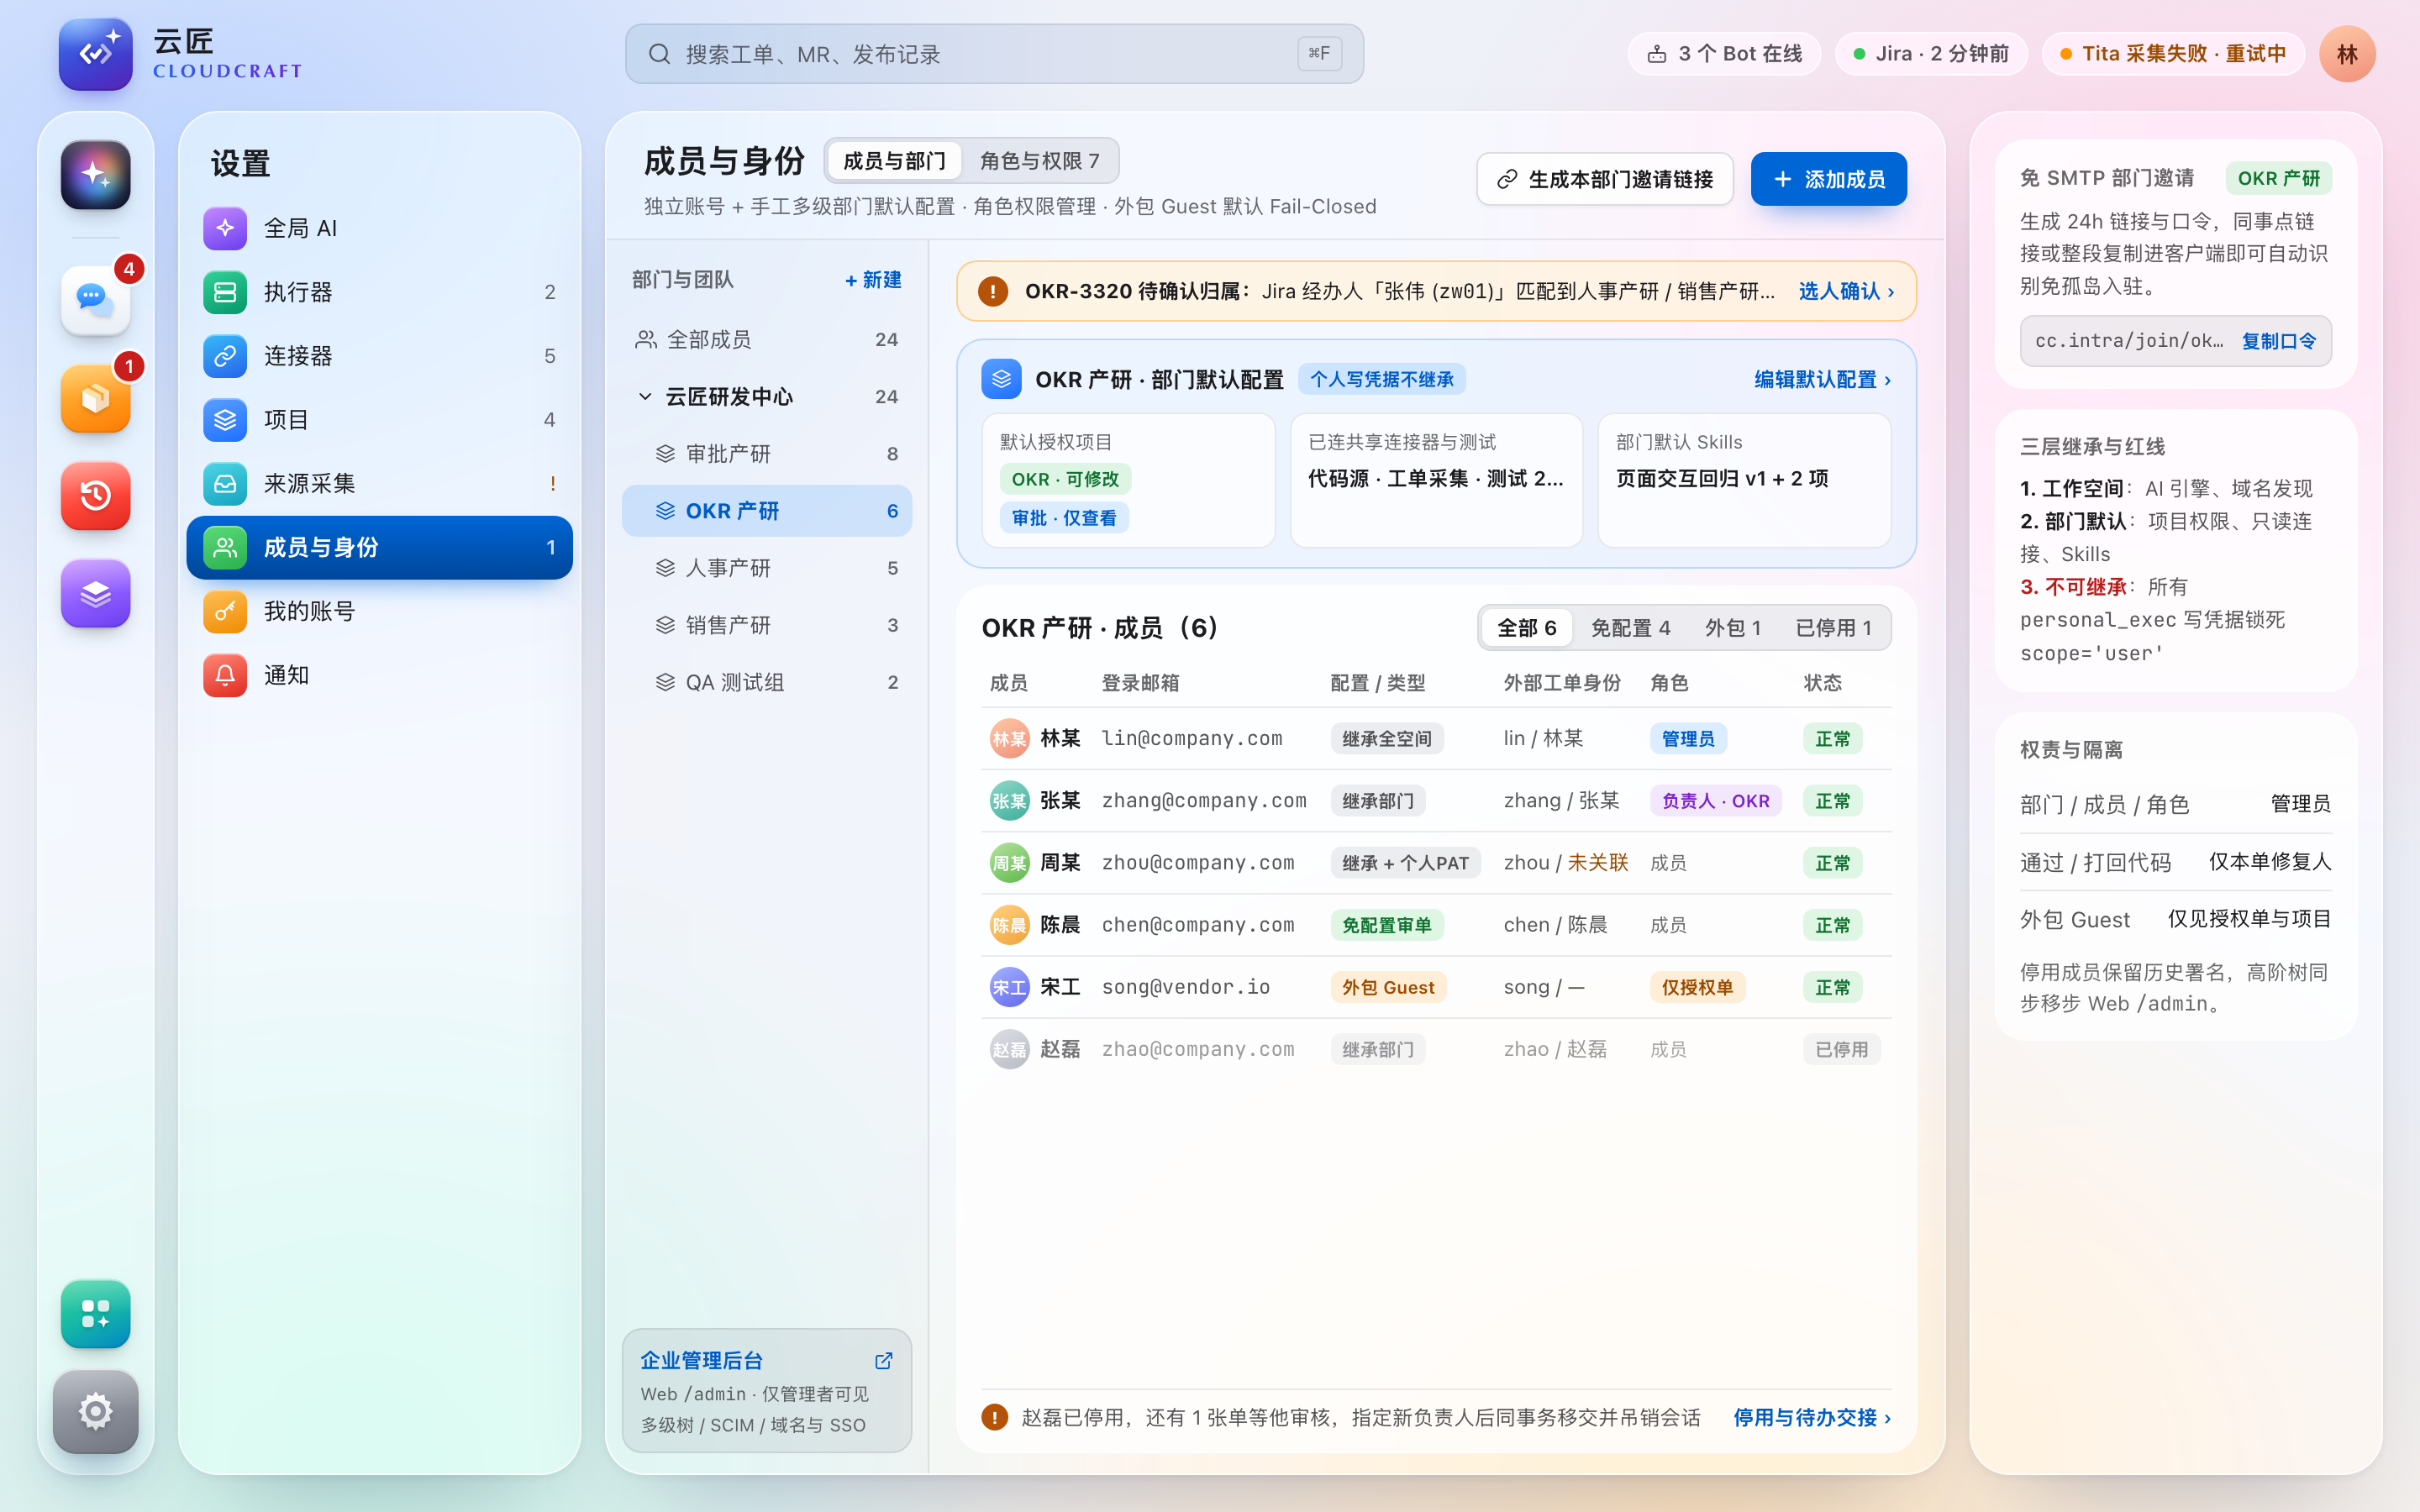 云匠
CLOUDCRAFT
搜索工单、MR、发布记录
⌘F
3 个 Bot 在线
Jira · 2 分钟前
Tita 采集失败 · 重试中
林
4
1
设置
全局 AI
执行器 2
连接器 5
项目 4
来源采集 !
成员与身份 1
我的账号
通知
成员与身份
成员与部门
角色与权限 7
独立账号 + 手工多级部门默认配置 · 角色权限管理 · 外包 Guest 默认 Fail-Closed
生成本部门邀请链接
+ 添加成员
部门与团队
+ 新建
全部成员 24
云匠研发中心 24
审批产研 8
OKR 产研 6
人事产研 5
销售产研 3
QA 测试组 2
企业管理后台
Web /admin · 仅管理者可见
多级树 / SCIM / 域名与 SSO
! OKR-3320 待确认归属：Jira 经办人「张伟 (zw01)」匹配到人事产研 / 销售产研... 选人确认 ›
OKR 产研 · 部门默认配置
个人写凭据不继承
编辑默认配置 ›
默认授权项目
OKR · 可修改
审批 · 仅查看
已连共享连接器与测试
代码源 · 工单采集 · 测试 2...
部门默认 Skills
页面交互回归 v1 + 2 项
OKR 产研 · 成员（6）
全部 6 免配置 4 外包 1 已停用 1
成员 登录邮箱 配置 / 类型 外部工单身份 角色 状态
林某 林某 lin@company.com 继承全空间 lin / 林某 管理员 正常
张某 张某 zhang@company.com 继承部门 zhang / 张某 负责人 · OKR 正常
周某 周某 zhou@company.com 继承 + 个人PAT zhou / 未关联 成员 正常
陈晨 陈晨 chen@company.com 免配置审单 chen / 陈晨 成员 正常
宋工 宋工 song@vendor.io 外包 Guest song / — 仅授权单 正常
赵磊 赵磊 zhao@company.com 继承部门 zhao / 赵磊 成员 已停用
! 赵磊已停用，还有 1 张单等他审核，指定新负责人后同事务移交并吊销会话 停用与待办交接 ›
免 SMTP 部门邀请
OKR 产研
生成 24h 链接与口令，同事点链
接或整段复制进客户端即可自动识
别免孤岛入驻。
cc.intra/join/ok… 复制口令
三层继承与红线
1. 工作空间：AI 引擎、域名发现
2. 部门默认：项目权限、只读连
接、Skills
3. 不可继承：所有
personal_exec 写凭据锁死
scope='user'
权责与隔离
部门 / 成员 / 角色 管理员
通过 / 打回代码 仅本单修复人
外包 Guest 仅见授权单与项目
停用成员保留历史署名，高阶树同
步移步 Web /admin。